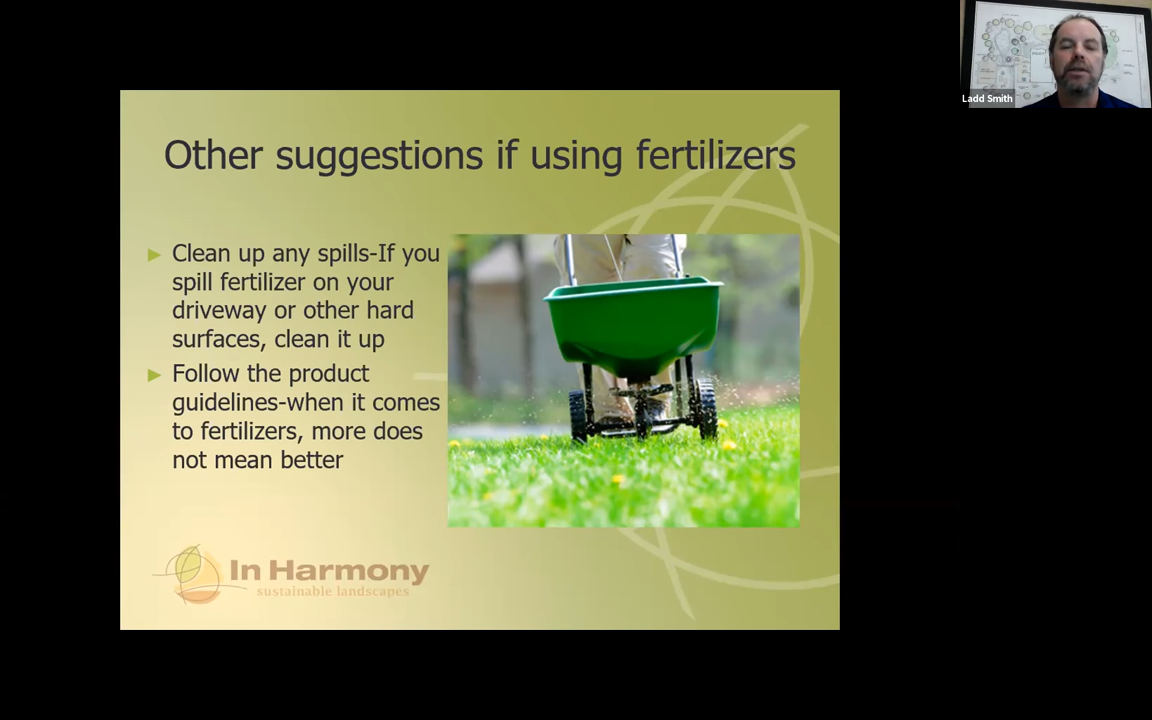 Ladd Smith
Other suggestions if using fertilizers
► Clean up any spills-If you
spill fertilizer on your
driveway or other hard
surfaces, clean it up
► Follow the product
guidelines-when it comes
to fertilizers, more does
not mean better
In Harmony
sustainable landscapes